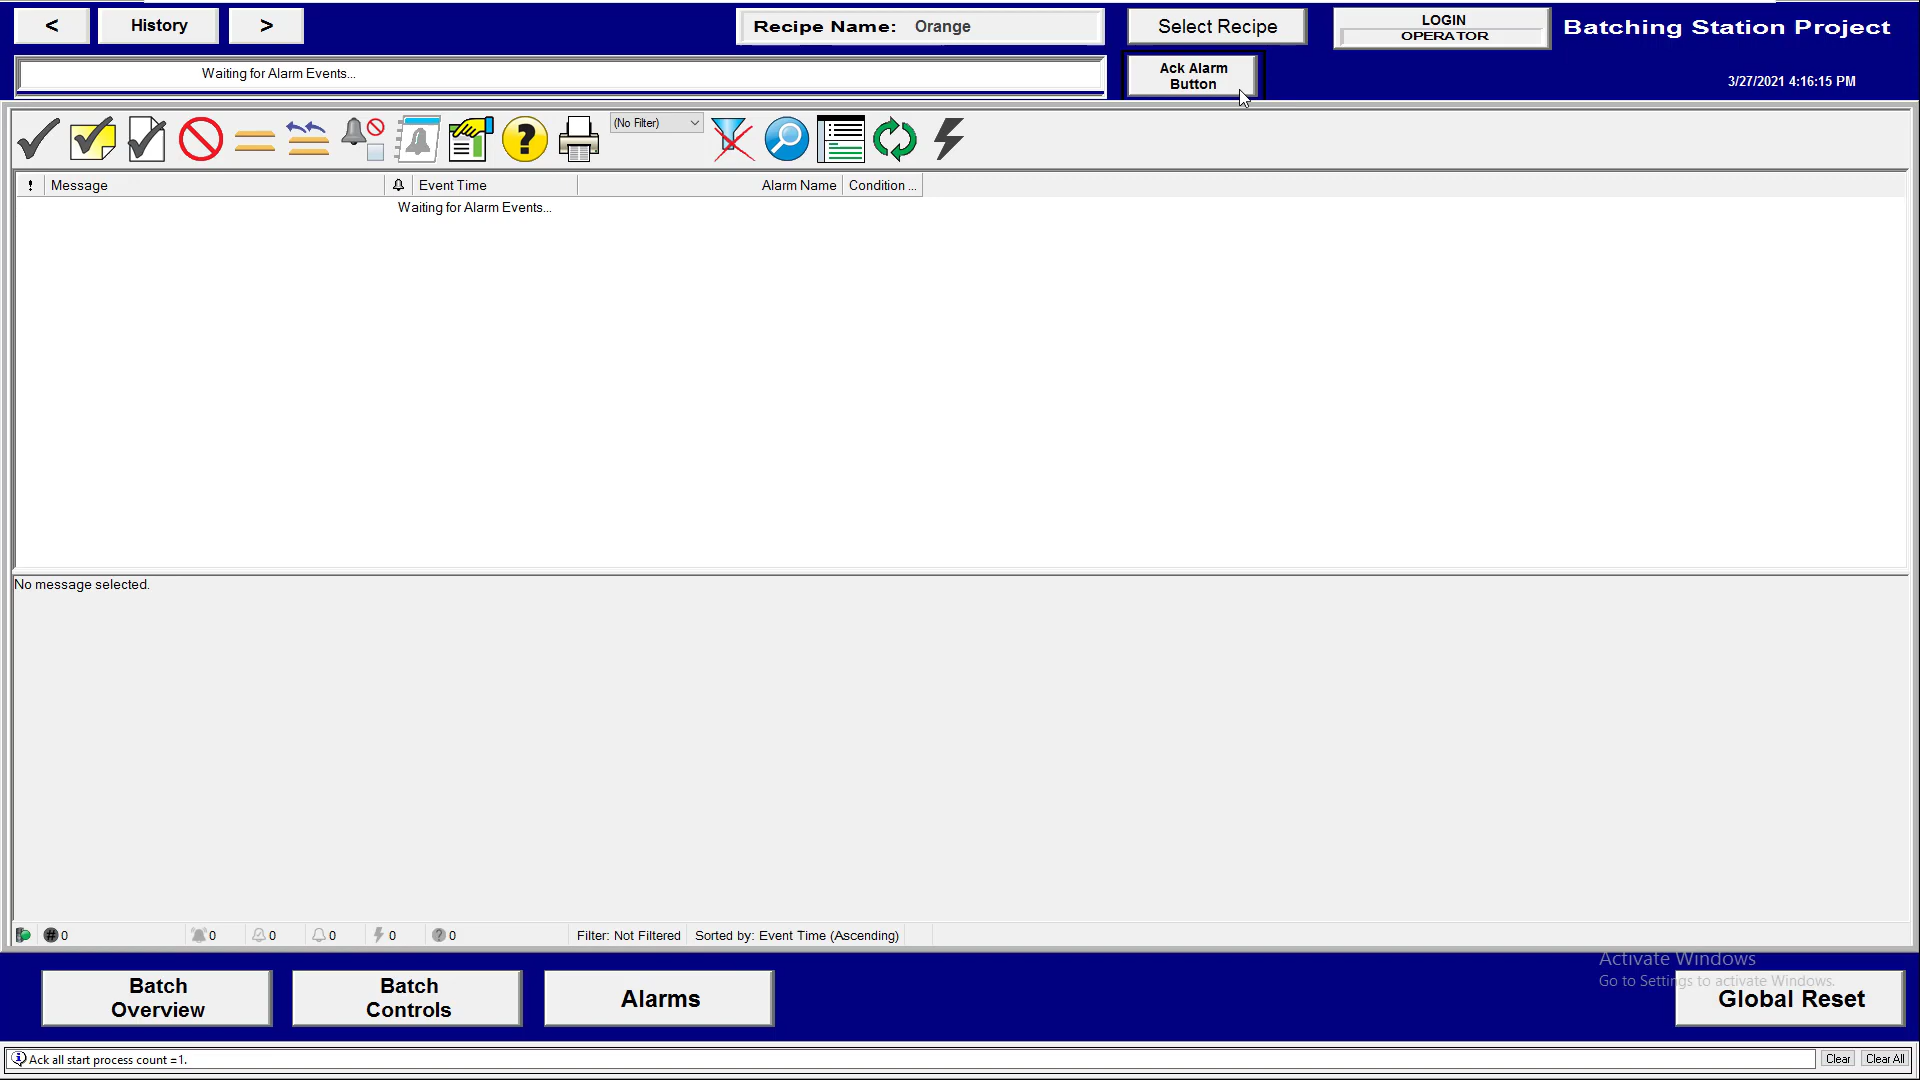 <
History
>
Recipe Name: Orange
Select Recipe
LOGIN
OPERATOR
Batching Station Project
Waiting for Alarm Events...
Ack Alarm
Button
3/27/2021 4:16:15 PM
(No Filter)
! Message Event Time Alarm Name Condition ...
Waiting for Alarm Events...
No message selected.
# 0 0 0 0 0 ? 0 Filter: Not Filtered Sorted by: Event Time (Ascending)
Activate Windows
Go to Settings to activate Windows.
Batch
Overview
Batch
Controls
Alarms
Global Reset
Ack all start process count =1.
Clear
Clear All